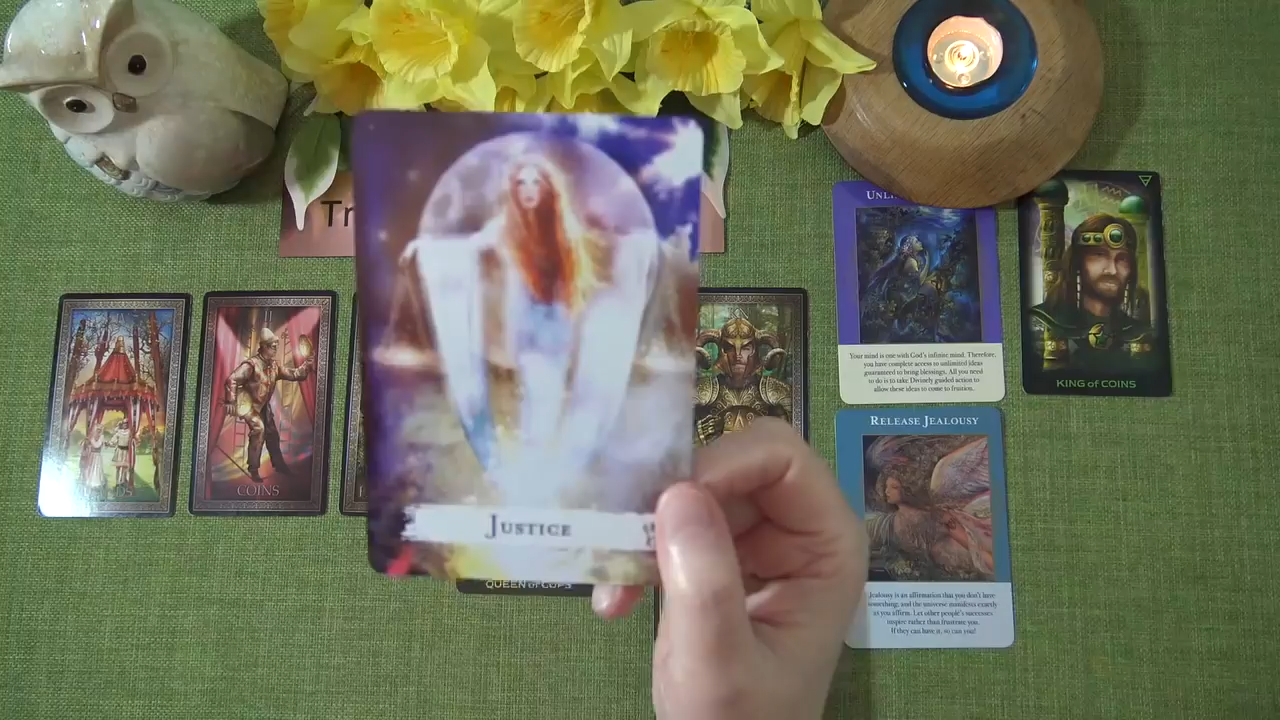 Tr
UNL
Your mind is one with God's infinite mind. Therefore,
you have complete access to unlimited ideas
guaranteed to bring blessings. All you need
to do is to take Divinely guided action to
allow these ideas to come to fruition.
KING OF COINS
II
COINS
RELEASE JEALOUSY
Jealousy is an affirmation that you don't have
something; and the universe manifests exactly
as you affirm. Let other people's successes
inspire rather than frustrate you.
If they can have it, so can you!
JUSTICE
QUEEN OF CUPS